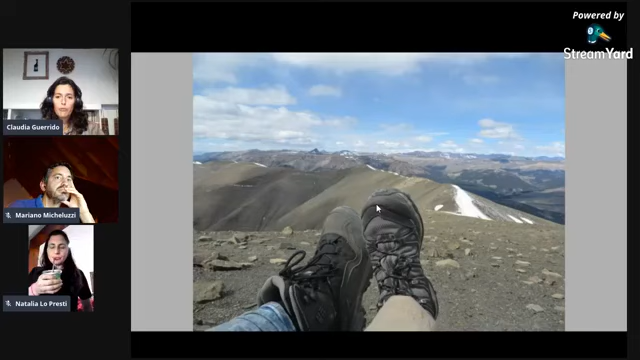 Powered by
StreamYard
Claudia Guerrido
Mariano Micheluzzi
Natalia Lo Presti